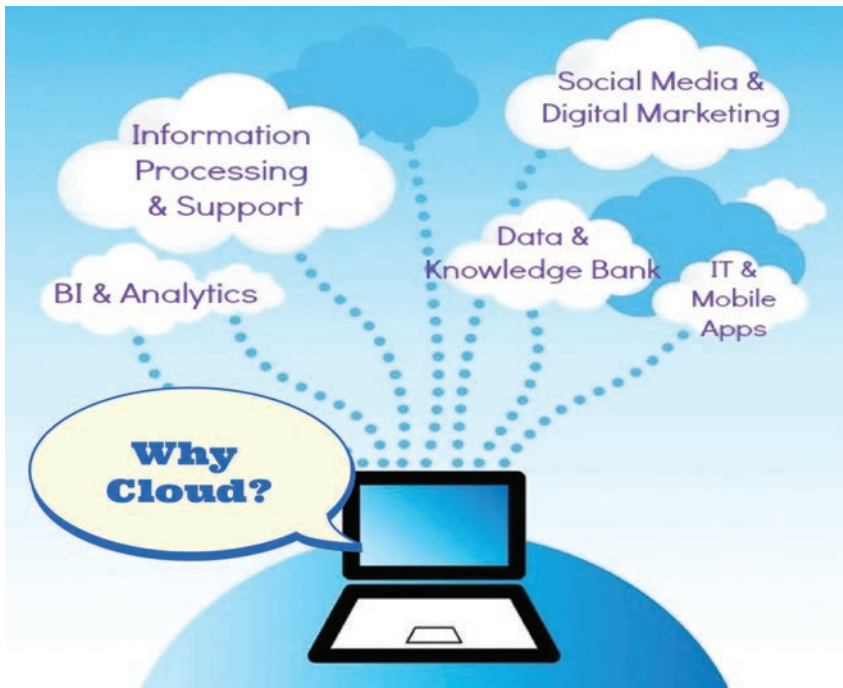 Social Media &
Digital Marketing
Information
Processing
& Support
Data &
Knowledge Bank
IT &
Mobile
Apps
BI & Analytics
Why
Cloud?